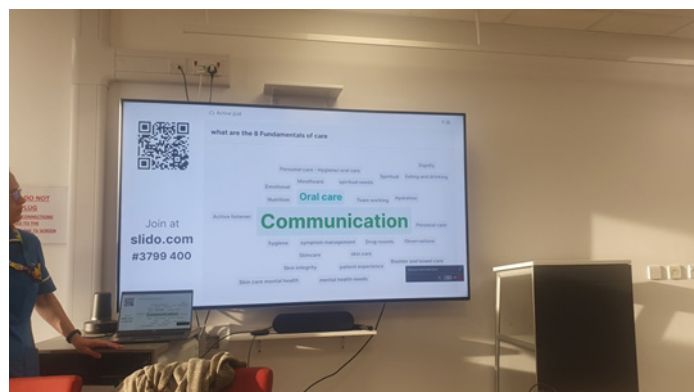 Active poll
what are the 8 Fundamentals of care
Join at
slido.com
#3799 400
Dignity
Personal care - Hygiene/ oral care
Spiritual
Eating and drinking
Mouthcare
spiritual needs
Emotional
Nutrition
Oral care
Team working
Hydration
Active listener
Communication
Personal care
hygiene
symptom management
Drug rounds
Observations
Skincare
skin care
Bladder and bowel care
Skin integrity
patient experience
Skin care mental health
mental health needs
DO NOT